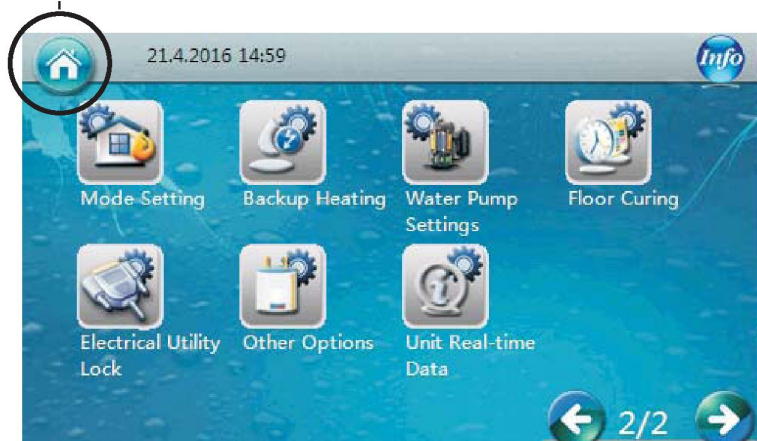 21.4.2016 14:59
Info
Mode Setting
Backup Heating
Water Pump
Settings
Floor Curing
Electrical Utility
Lock
Other Options
Unit Real-time
Data
2/2